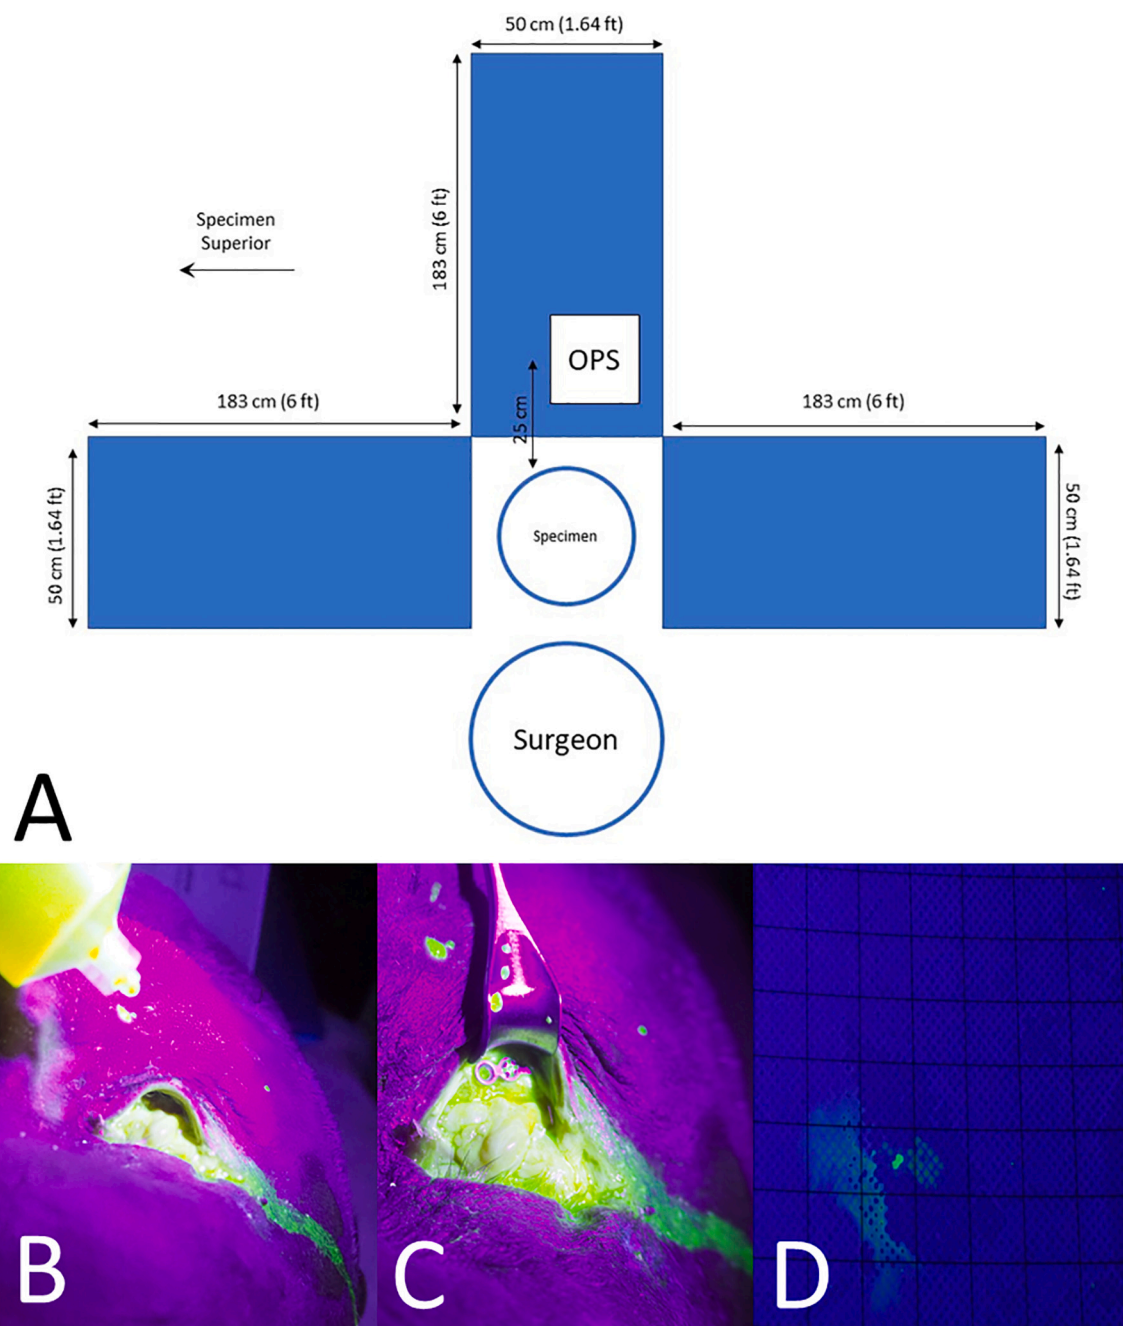 50 cm (1.64 ft)
183 cm (6 ft)
Specimen
Superior
OPS
25 cm
183 cm (6 ft)
183 cm (6 ft)
50 cm (1.64 ft)
50 cm (1.64 ft)
Specimen
Surgeon
A
B
C
D